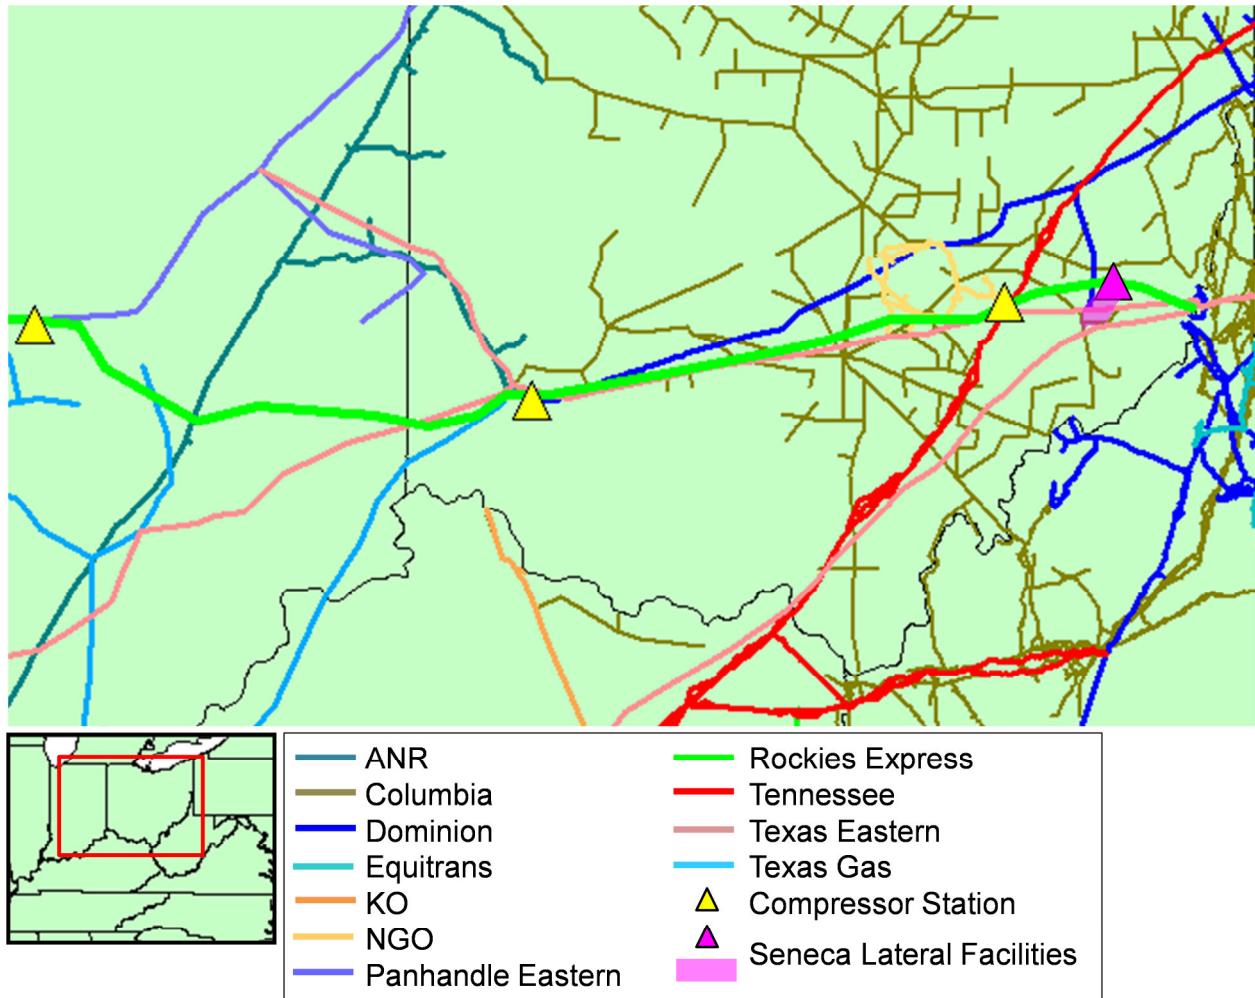 ANR
Columbia
Dominion
Equitrans
KO
NGO
Panhandle Eastern
Rockies Express
Tennessee
Texas Eastern
Texas Gas
Compressor Station
Seneca Lateral Facilities